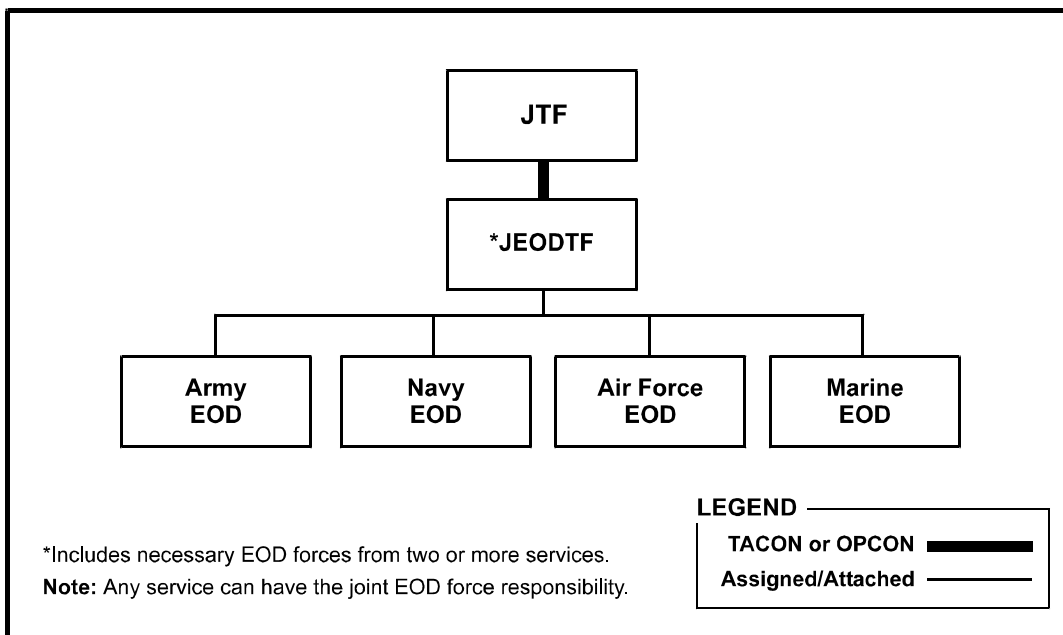 JTF
*JEODTF
Army
EOD
Navy
EOD
Air Force
EOD
Marine
EOD
*Includes necessary EOD forces from two or more services.
Note: Any service can have the joint EOD force responsibility.
LEGEND
TACON or OPCON
Assigned/Attached